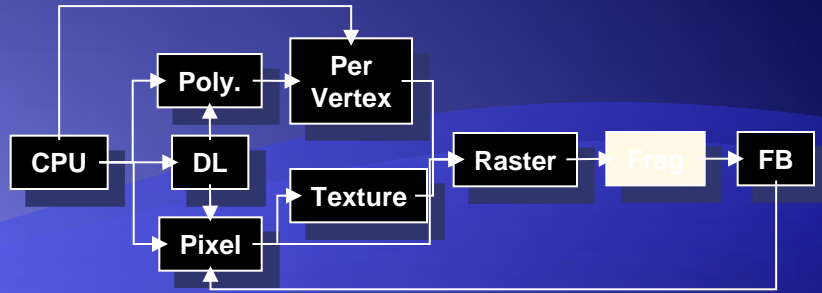 Per
Vertex
Poly.
CPU
DL
Raster
Frag
FB
Texture
Pixel